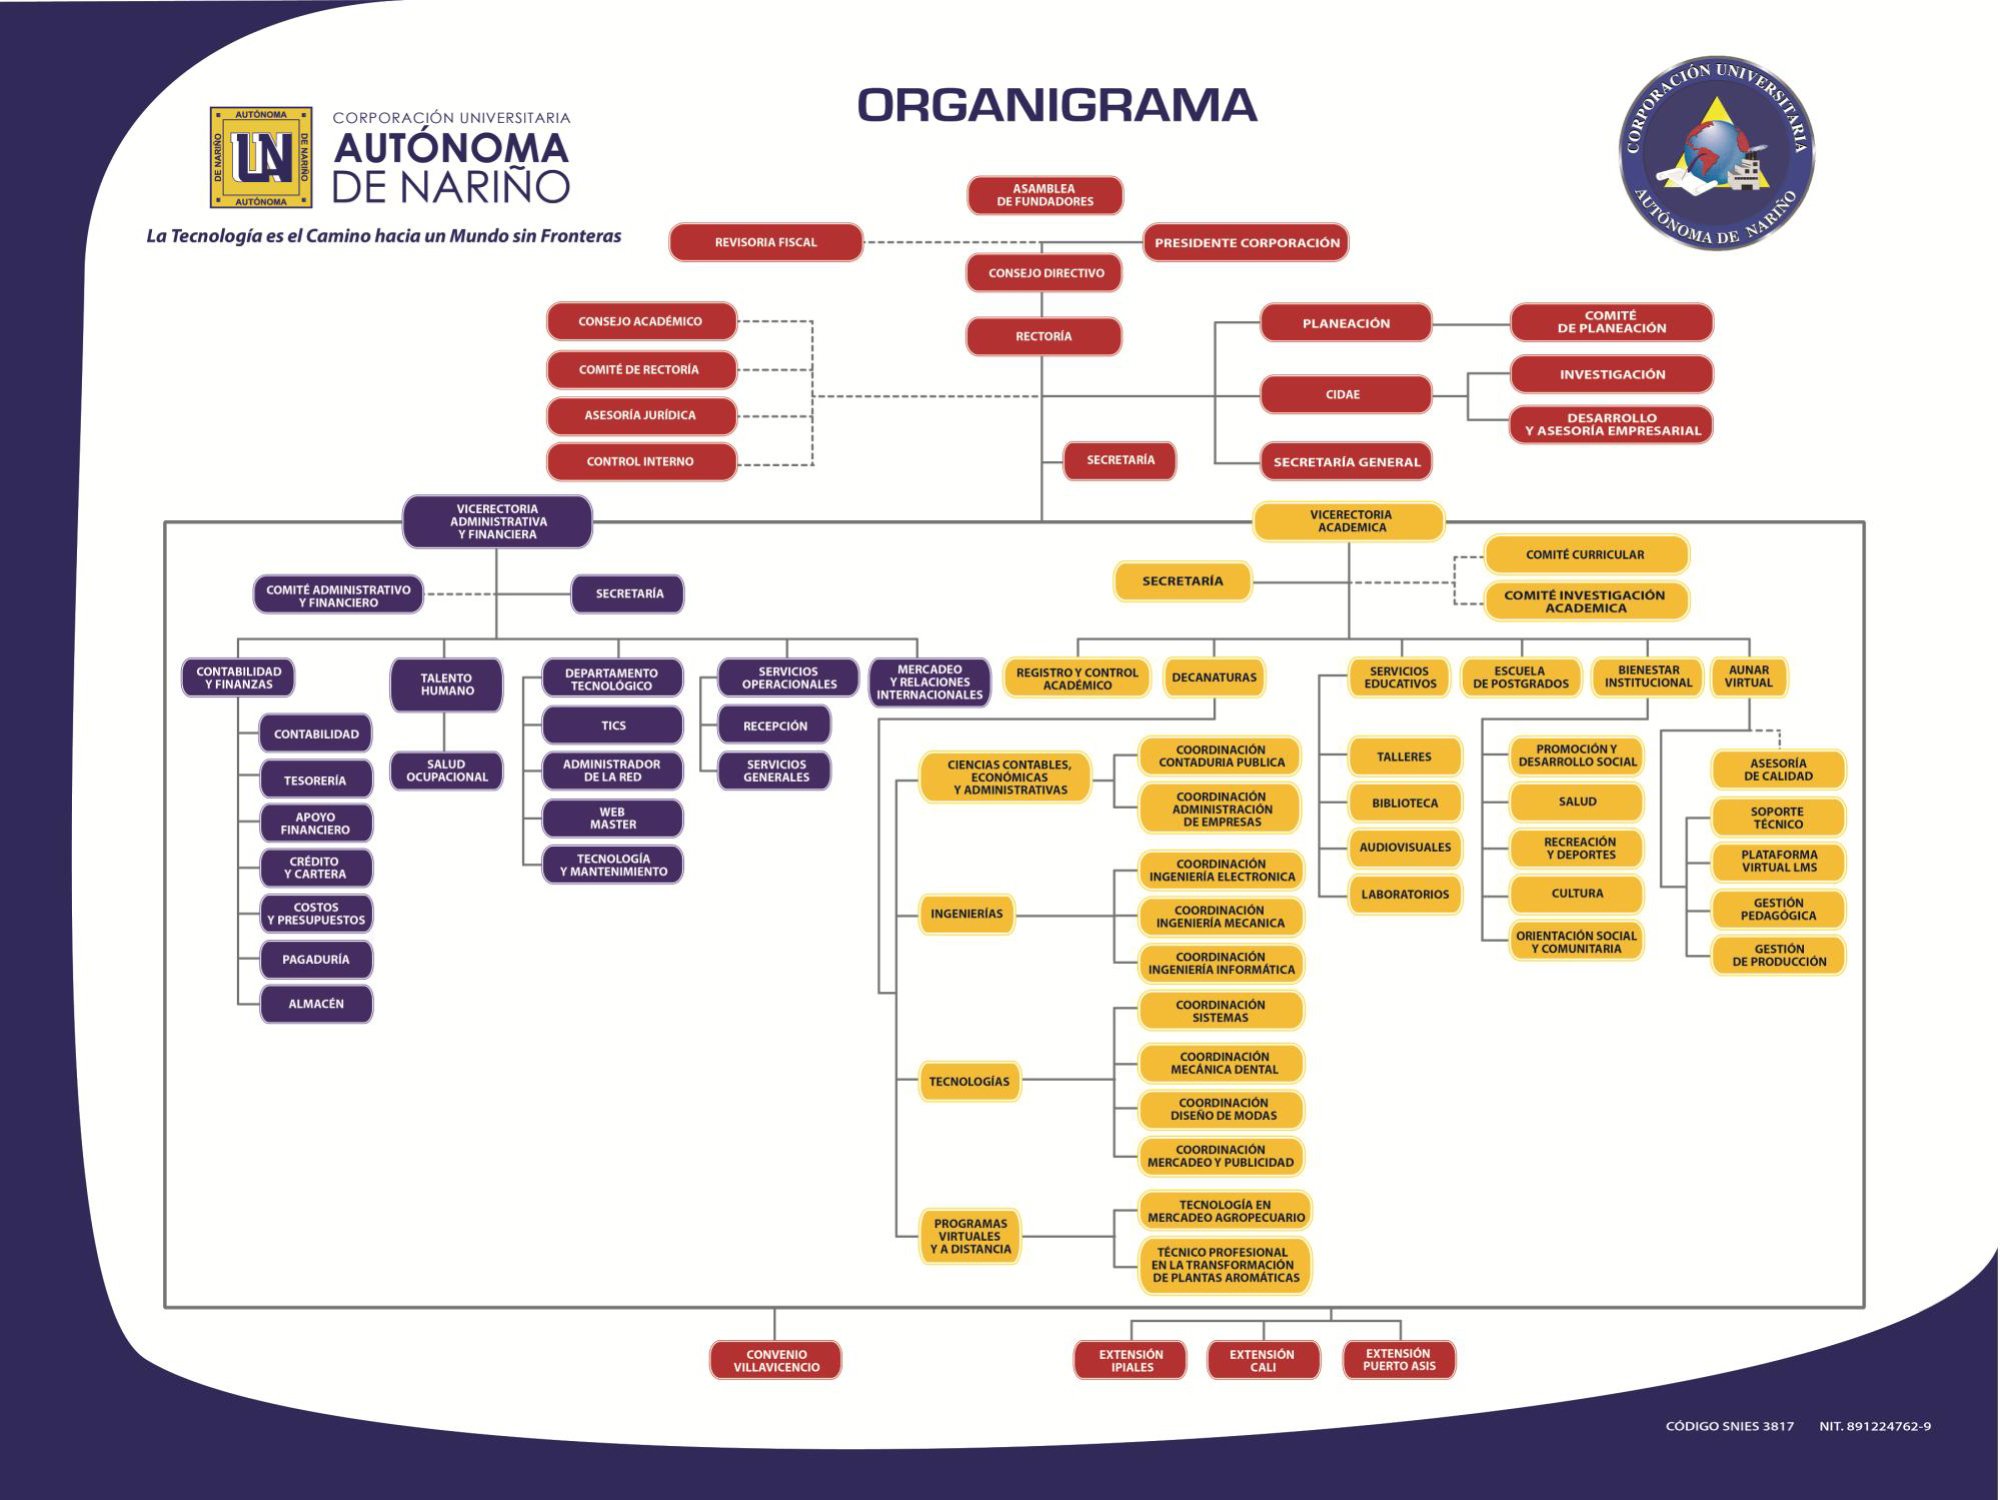 ORGANIGRAMA
AUTÓNOMA
DE NARIÑO
UNA
DE NARIÑO
AUTÓNOMA
CORPORACIÓN UNIVERSITARIA
AUTÓNOMA
DE NARIÑO
La Tecnología es el Camino hacia un Mundo sin Fronteras
CORPORACIÓN UNIVERSITARIA
AUTÓNOMA DE NARIÑO
ASAMBLEA
DE FUNDADORES
REVISORIA FISCAL
PRESIDENTE CORPORACIÓN
CONSEJO DIRECTIVO
RECTORÍA
CONSEJO ACADÉMICO
COMITÉ DE RECTORÍA
ASESORÍA JURÍDICA
CONTROL INTERNO
PLANEACIÓN
COMITÉ
DE PLANEACIÓN
CIDAE
INVESTIGACIÓN
DESARROLLO
Y ASESORÍA EMPRESARIAL
SECRETARÍA
SECRETARÍA GENERAL
VICERECTORIA
ADMINISTRATIVA
Y FINANCIERA
COMITÉ ADMINISTRATIVO
Y FINANCIERO
SECRETARÍA
CONTABILIDAD
Y FINANZAS
CONTABILIDAD
TESORERÍA
APOYO
FINANCIERO
CRÉDITO
Y CARTERA
COSTOS
Y PRESUPUESTOS
PAGADURÍA
ALMACÉN
TALENTO
HUMANO
SALUD
OCUPACIONAL
DEPARTAMENTO
TECNOLÓGICO
TICS
ADMINISTRADOR
DE LA RED
WEB
MASTER
TECNOLOGÍA
Y MANTENIMIENTO
SERVICIOS
OPERACIONALES
RECEPCIÓN
SERVICIOS
GENERALES
MERCADEO
Y RELACIONES
INTERNACIONALES
VICERECTORIA
ACADEMICA
SECRETARÍA
COMITÉ CURRICULAR
COMITÉ INVESTIGACIÓN
ACADEMICA
REGISTRO Y CONTROL
ACADÉMICO
DECANATURAS
CIENCIAS CONTABLES,
ECONÓMICAS
Y ADMINISTRATIVAS
COORDINACIÓN
CONTADURIA PUBLICA
COORDINACIÓN
ADMINISTRACIÓN
DE EMPRESAS
INGENIERÍAS
COORDINACIÓN
INGENIERÍA ELECTRONICA
COORDINACIÓN
INGENIERÍA MECANICA
COORDINACIÓN
INGENIERÍA INFORMÁTICA
TECNOLOGÍAS
COORDINACIÓN
SISTEMAS
COORDINACIÓN
MECÁNICA DENTAL
COORDINACIÓN
DISEÑO DE MODAS
COORDINACIÓN
MERCADEO Y PUBLICIDAD
PROGRAMAS
VIRTUALES
Y A DISTANCIA
TECNOLOGÍA EN
MERCADEO AGROPECUARIO
TÉCNICO PROFESIONAL
EN LA TRANSFORMACIÓN
DE PLANTAS AROMÁTICAS
SERVICIOS
EDUCATIVOS
TALLERES
BIBLIOTECA
AUDIOVISUALES
LABORATORIOS
ESCUELA
DE POSTGRADOS
BIENESTAR
INSTITUCIONAL
PROMOCIÓN Y
DESARROLLO SOCIAL
SALUD
RECREACIÓN
Y DEPORTES
CULTURA
ORIENTACIÓN SOCIAL
Y COMUNITARIA
AUNAR
VIRTUAL
ASESORÍA
DE CALIDAD
SOPORTE
TÉCNICO
PLATAFORMA
VIRTUAL LMS
GESTIÓN
PEDAGÓGICA
GESTIÓN
DE PRODUCCIÓN
CONVENIO
VILLAVICENCIO
EXTENSIÓN
IPIALES
EXTENSIÓN
CALI
EXTENSIÓN
PUERTO ASIS
CÓDIGO SNIES 3817 NIT. 891224762-9